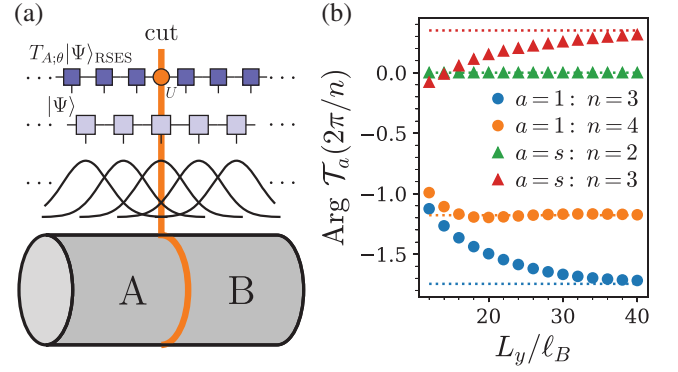 (a)
cut
T_{A;θ}|Ψ⟩_{RSES}
... ...
U
|Ψ⟩
... ...
... ...
A B
(b)
Arg 𝒯_a(2π/n)
0.0
−0.5
−1.0
−1.5
a = 1 : n = 3
a = 1 : n = 4
a = s : n = 2
a = s : n = 3
20 30 40
L_y/ℓ_B